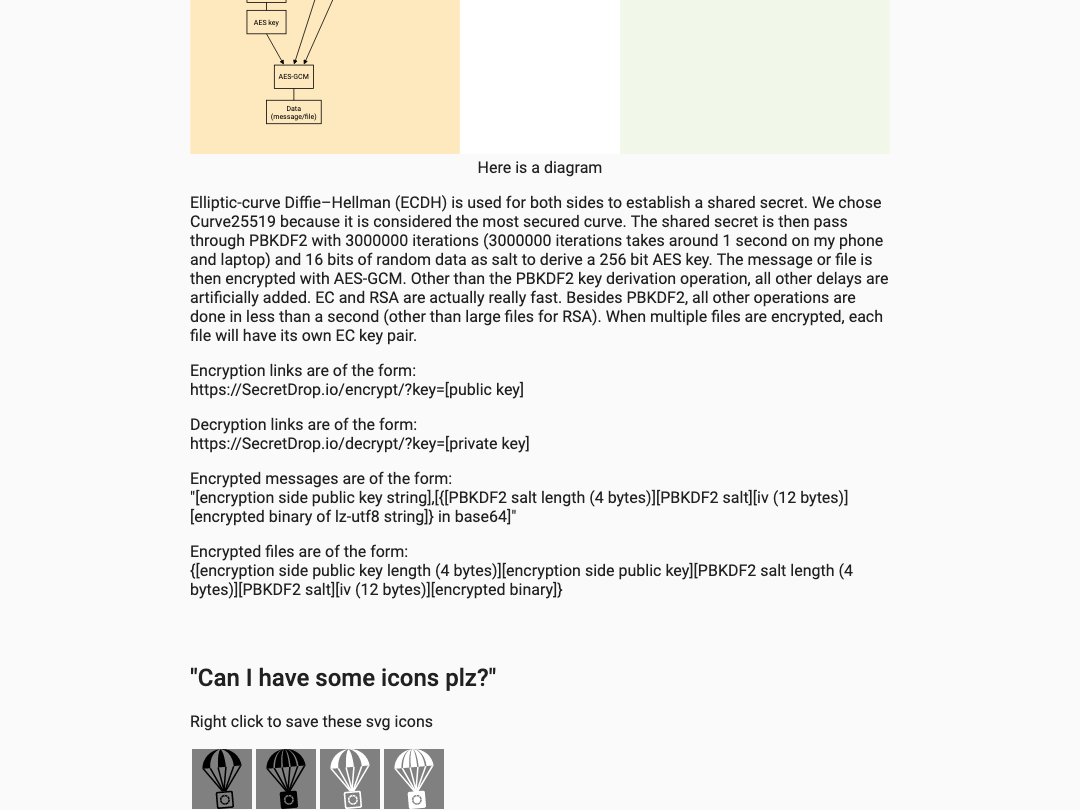 AES key
AES-GCM
Data
(message/file)
Here is a diagram
Elliptic-curve Diffie–Hellman (ECDH) is used for both sides to establish a shared secret. We chose
Curve25519 because it is considered the most secured curve. The shared secret is then pass
through PBKDF2 with 3000000 iterations (3000000 iterations takes around 1 second on my phone
and laptop) and 16 bits of random data as salt to derive a 256 bit AES key. The message or file is
then encrypted with AES-GCM. Other than the PBKDF2 key derivation operation, all other delays are
artificially added. EC and RSA are actually really fast. Besides PBKDF2, all other operations are
done in less than a second (other than large files for RSA). When multiple files are encrypted, each
file will have its own EC key pair.
Encryption links are of the form:
https://SecretDrop.io/encrypt/?key=[public key]
Decryption links are of the form:
https://SecretDrop.io/decrypt/?key=[private key]
Encrypted messages are of the form:
"[encryption side public key string],[{[PBKDF2 salt length (4 bytes)][PBKDF2 salt][iv (12 bytes)]
[encrypted binary of lz-utf8 string]} in base64]"
Encrypted files are of the form:
{[encryption side public key length (4 bytes)][encryption side public key][PBKDF2 salt length (4
bytes)][PBKDF2 salt][iv (12 bytes)][encrypted binary]}
"Can I have some icons plz?"
Right click to save these svg icons